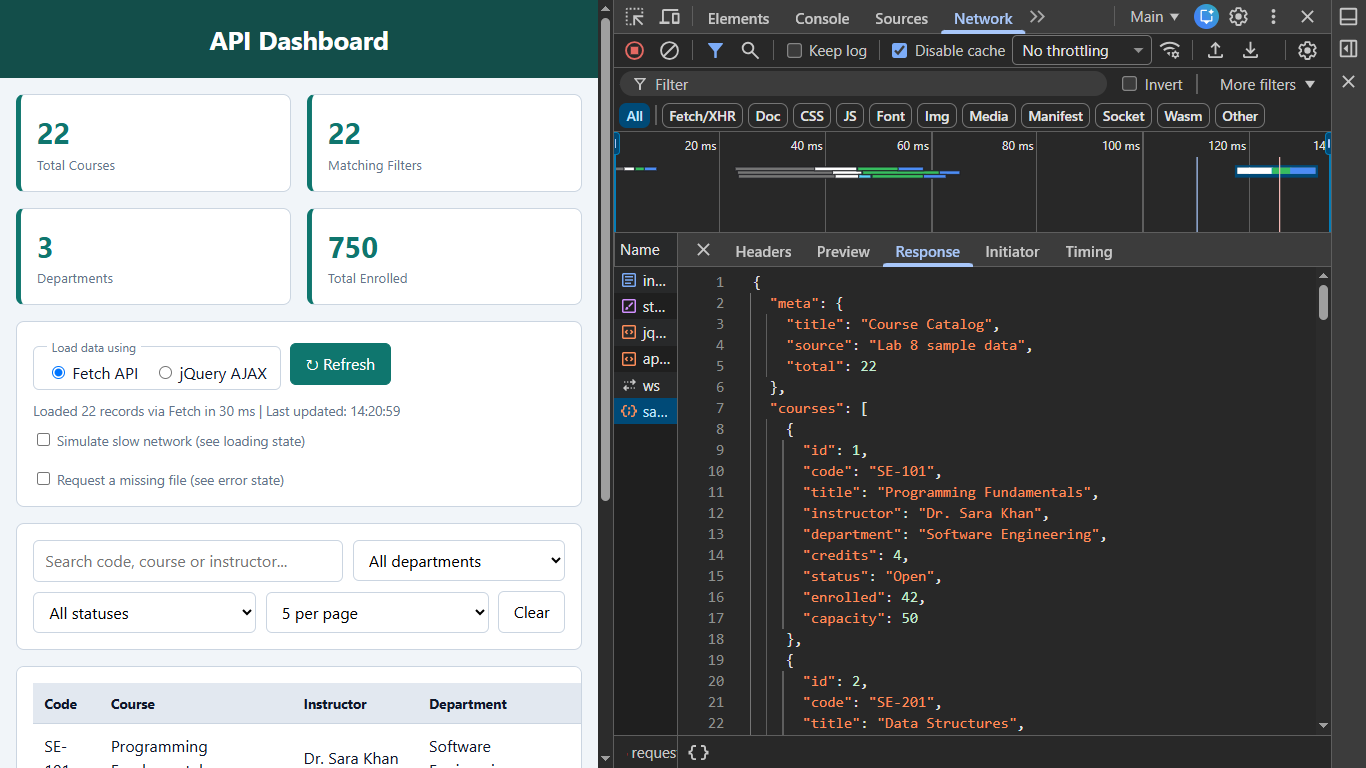 API Dashboard
22
Total Courses
22
Matching Filters
3
Departments
750
Total Enrolled
Load data using
Fetch API
jQuery AJAX
↻ Refresh
Loaded 22 records via Fetch in 30 ms | Last updated: 14:20:59
Simulate slow network (see loading state)
Request a missing file (see error state)
Search code, course or instructor...
All departments
All statuses
5 per page
Clear
Code Course Instructor Department
SE- Programming Dr. Sara Khan Software
Elements Console Sources Network Main
Keep log Disable cache No throttling
Filter Invert More filters
All Fetch/XHR Doc CSS JS Font Img Media Manifest Socket Wasm Other
20 ms 40 ms 60 ms 80 ms 100 ms 120 ms 14
Name Headers Preview Response Initiator Timing
in...
st...
jq...
ap...
ws
sa...
1 {
2 "meta": {
3 "title": "Course Catalog",
4 "source": "Lab 8 sample data",
5 "total": 22
6 },
7 "courses": [
8 {
9 "id": 1,
10 "code": "SE-101",
11 "title": "Programming Fundamentals",
12 "instructor": "Dr. Sara Khan",
13 "department": "Software Engineering",
14 "credits": 4,
15 "status": "Open",
16 "enrolled": 42,
17 "capacity": 50
18 },
19 {
20 "id": 2,
21 "code": "SE-201",
22 "title": "Data Structures",
reques
{}